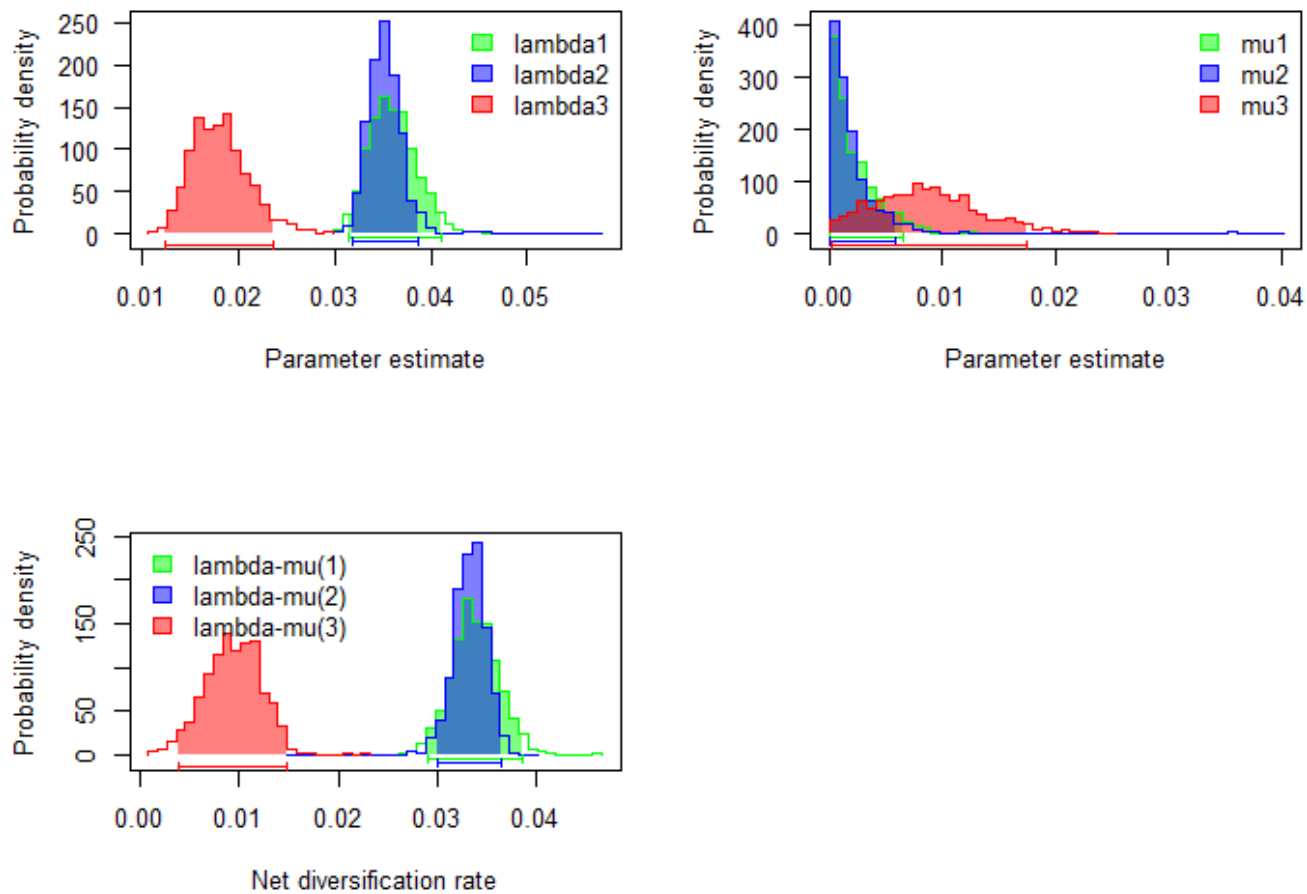 Probability density
250
200
150
100
50
0
lambda1
lambda2
lambda3
0.01 0.02 0.03 0.04 0.05
Parameter estimate
Probability density
400
300
200
100
0
mu1
mu2
mu3
0.00 0.01 0.02 0.03 0.04
Parameter estimate
Probability density
250
150
50
0
lambda-mu(1)
lambda-mu(2)
lambda-mu(3)
0.00 0.01 0.02 0.03 0.04
Net diversification rate